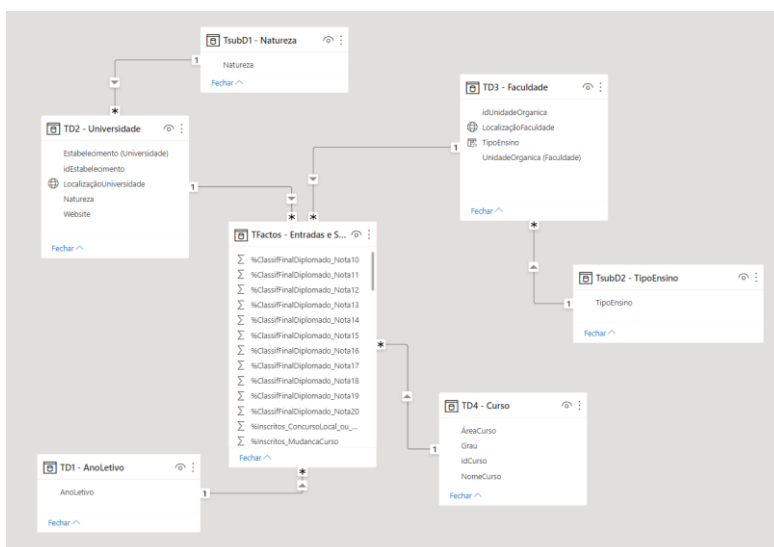 TsubD1 - Natureza
1
Natureza
Fechar
*
TD2 - Universidade
Estabelecimento (Universidade)
idEstabelecimento
LocalizaçãoUniversidade
Natureza
Website
Fechar
1
TD3 - Faculdade
idUnidadeOrganica
LocalizaçãoFaculdade
TipoEnsino
UnidadeOrganica (Faculdade)
Fechar
1
*
* *
TFactos - Entradas e S...
%ClassifFinalDiplomado_Nota10
%ClassifFinalDiplomado_Nota11
%ClassifFinalDiplomado_Nota12
%ClassifFinalDiplomado_Nota13
%ClassifFinalDiplomado_Nota14
%ClassifFinalDiplomado_Nota15
%ClassifFinalDiplomado_Nota16
%ClassifFinalDiplomado_Nota17
%ClassifFinalDiplomado_Nota18
%ClassifFinalDiplomado_Nota19
%ClassifFinalDiplomado_Nota20
%Inscritos_ConcursoLocal_ou_...
%Inscritos_MudancaCurso
Fechar
*
*
TsubD2 - TipoEnsino
1
TipoEnsino
Fechar
TD4 - Curso
ÁreaCurso
Grau
1
idCurso
NomeCurso
Fechar
TD1 - AnoLetivo
AnoLetivo
1
Fechar